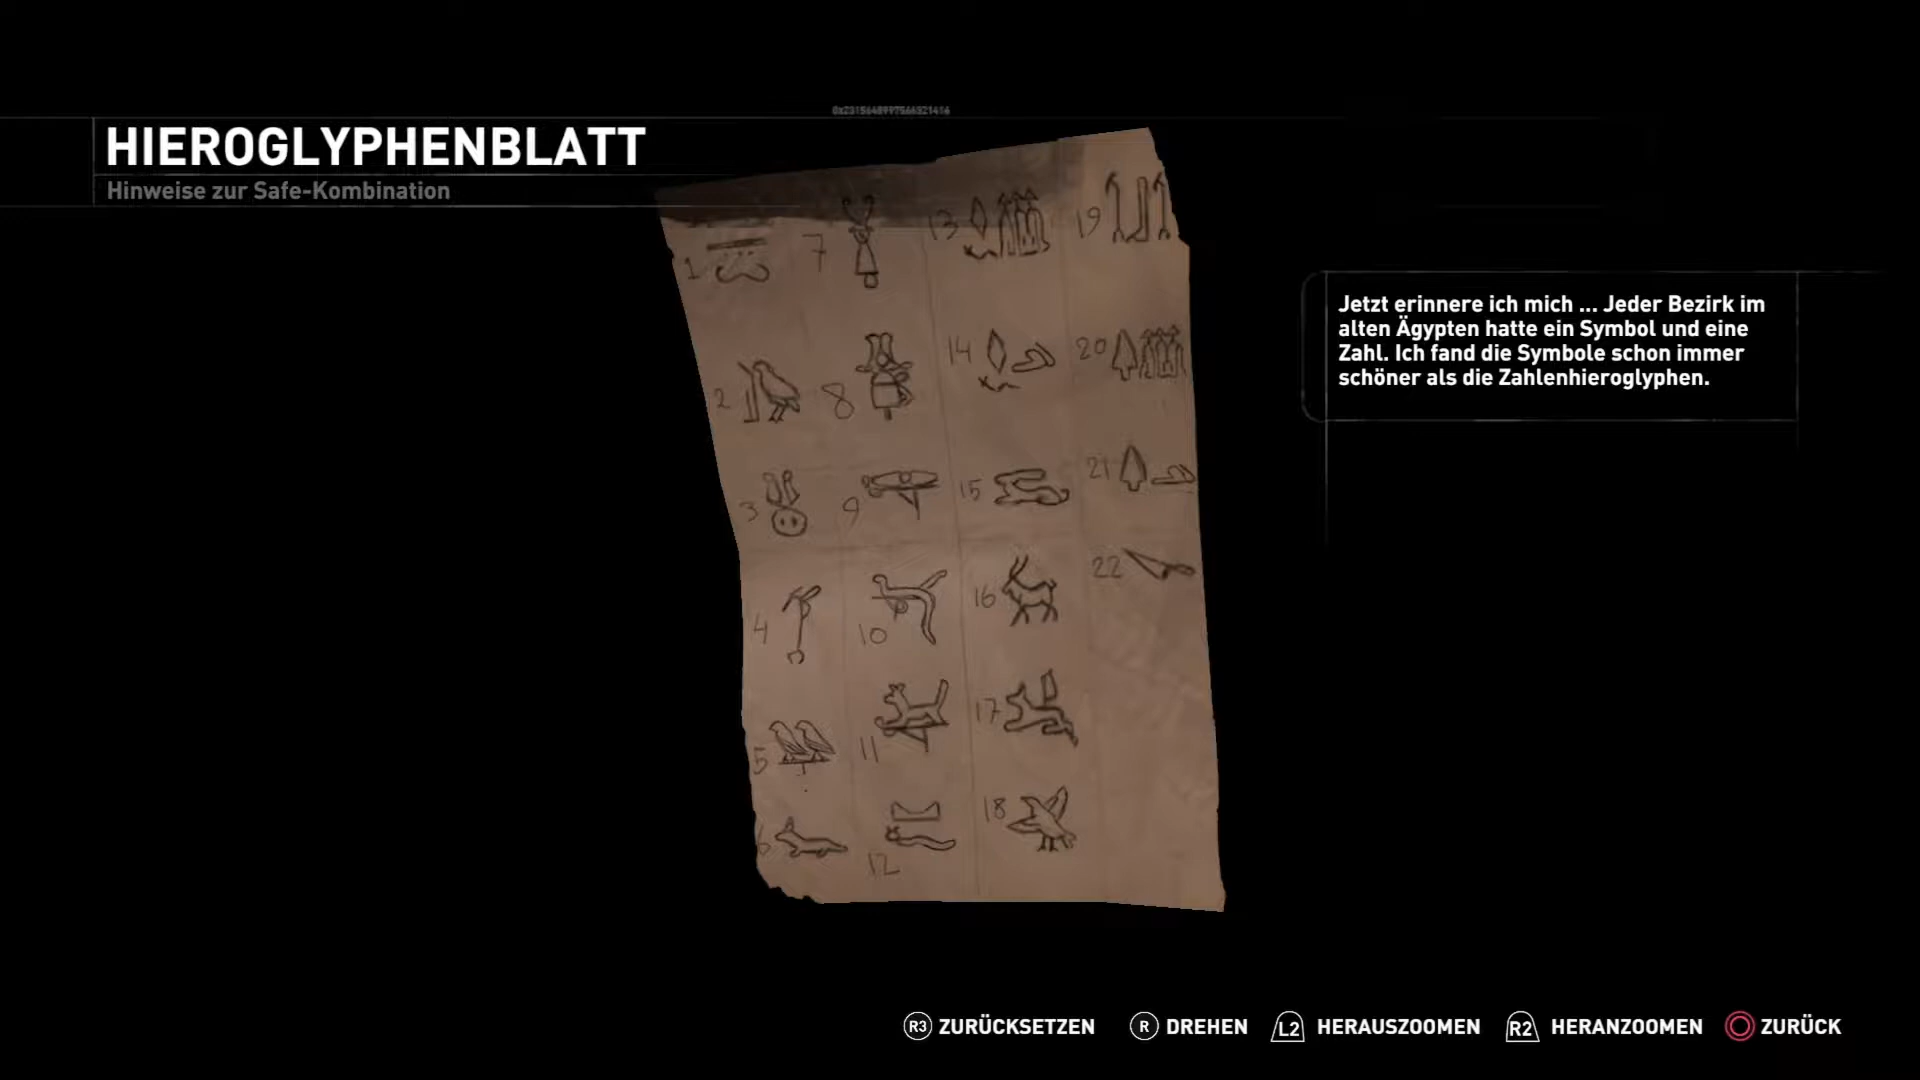 0x2315648997566321416
HIEROGLYPHENBLATT
Hinweise zur Safe-Kombination
Jetzt erinnere ich mich ... Jeder Bezirk im
alten Ägypten hatte ein Symbol und eine
Zahl. Ich fand die Symbole schon immer
schöner als die Zahlenhieroglyphen.
1
2
3
4
5
6
7
8
9
10
11
12
13
14
15
16
17
18
19
20
21
22
R3 ZURÜCKSETZEN R DREHEN L2 HERAUSZOOMEN R2 HERANZOOMEN ZURÜCK